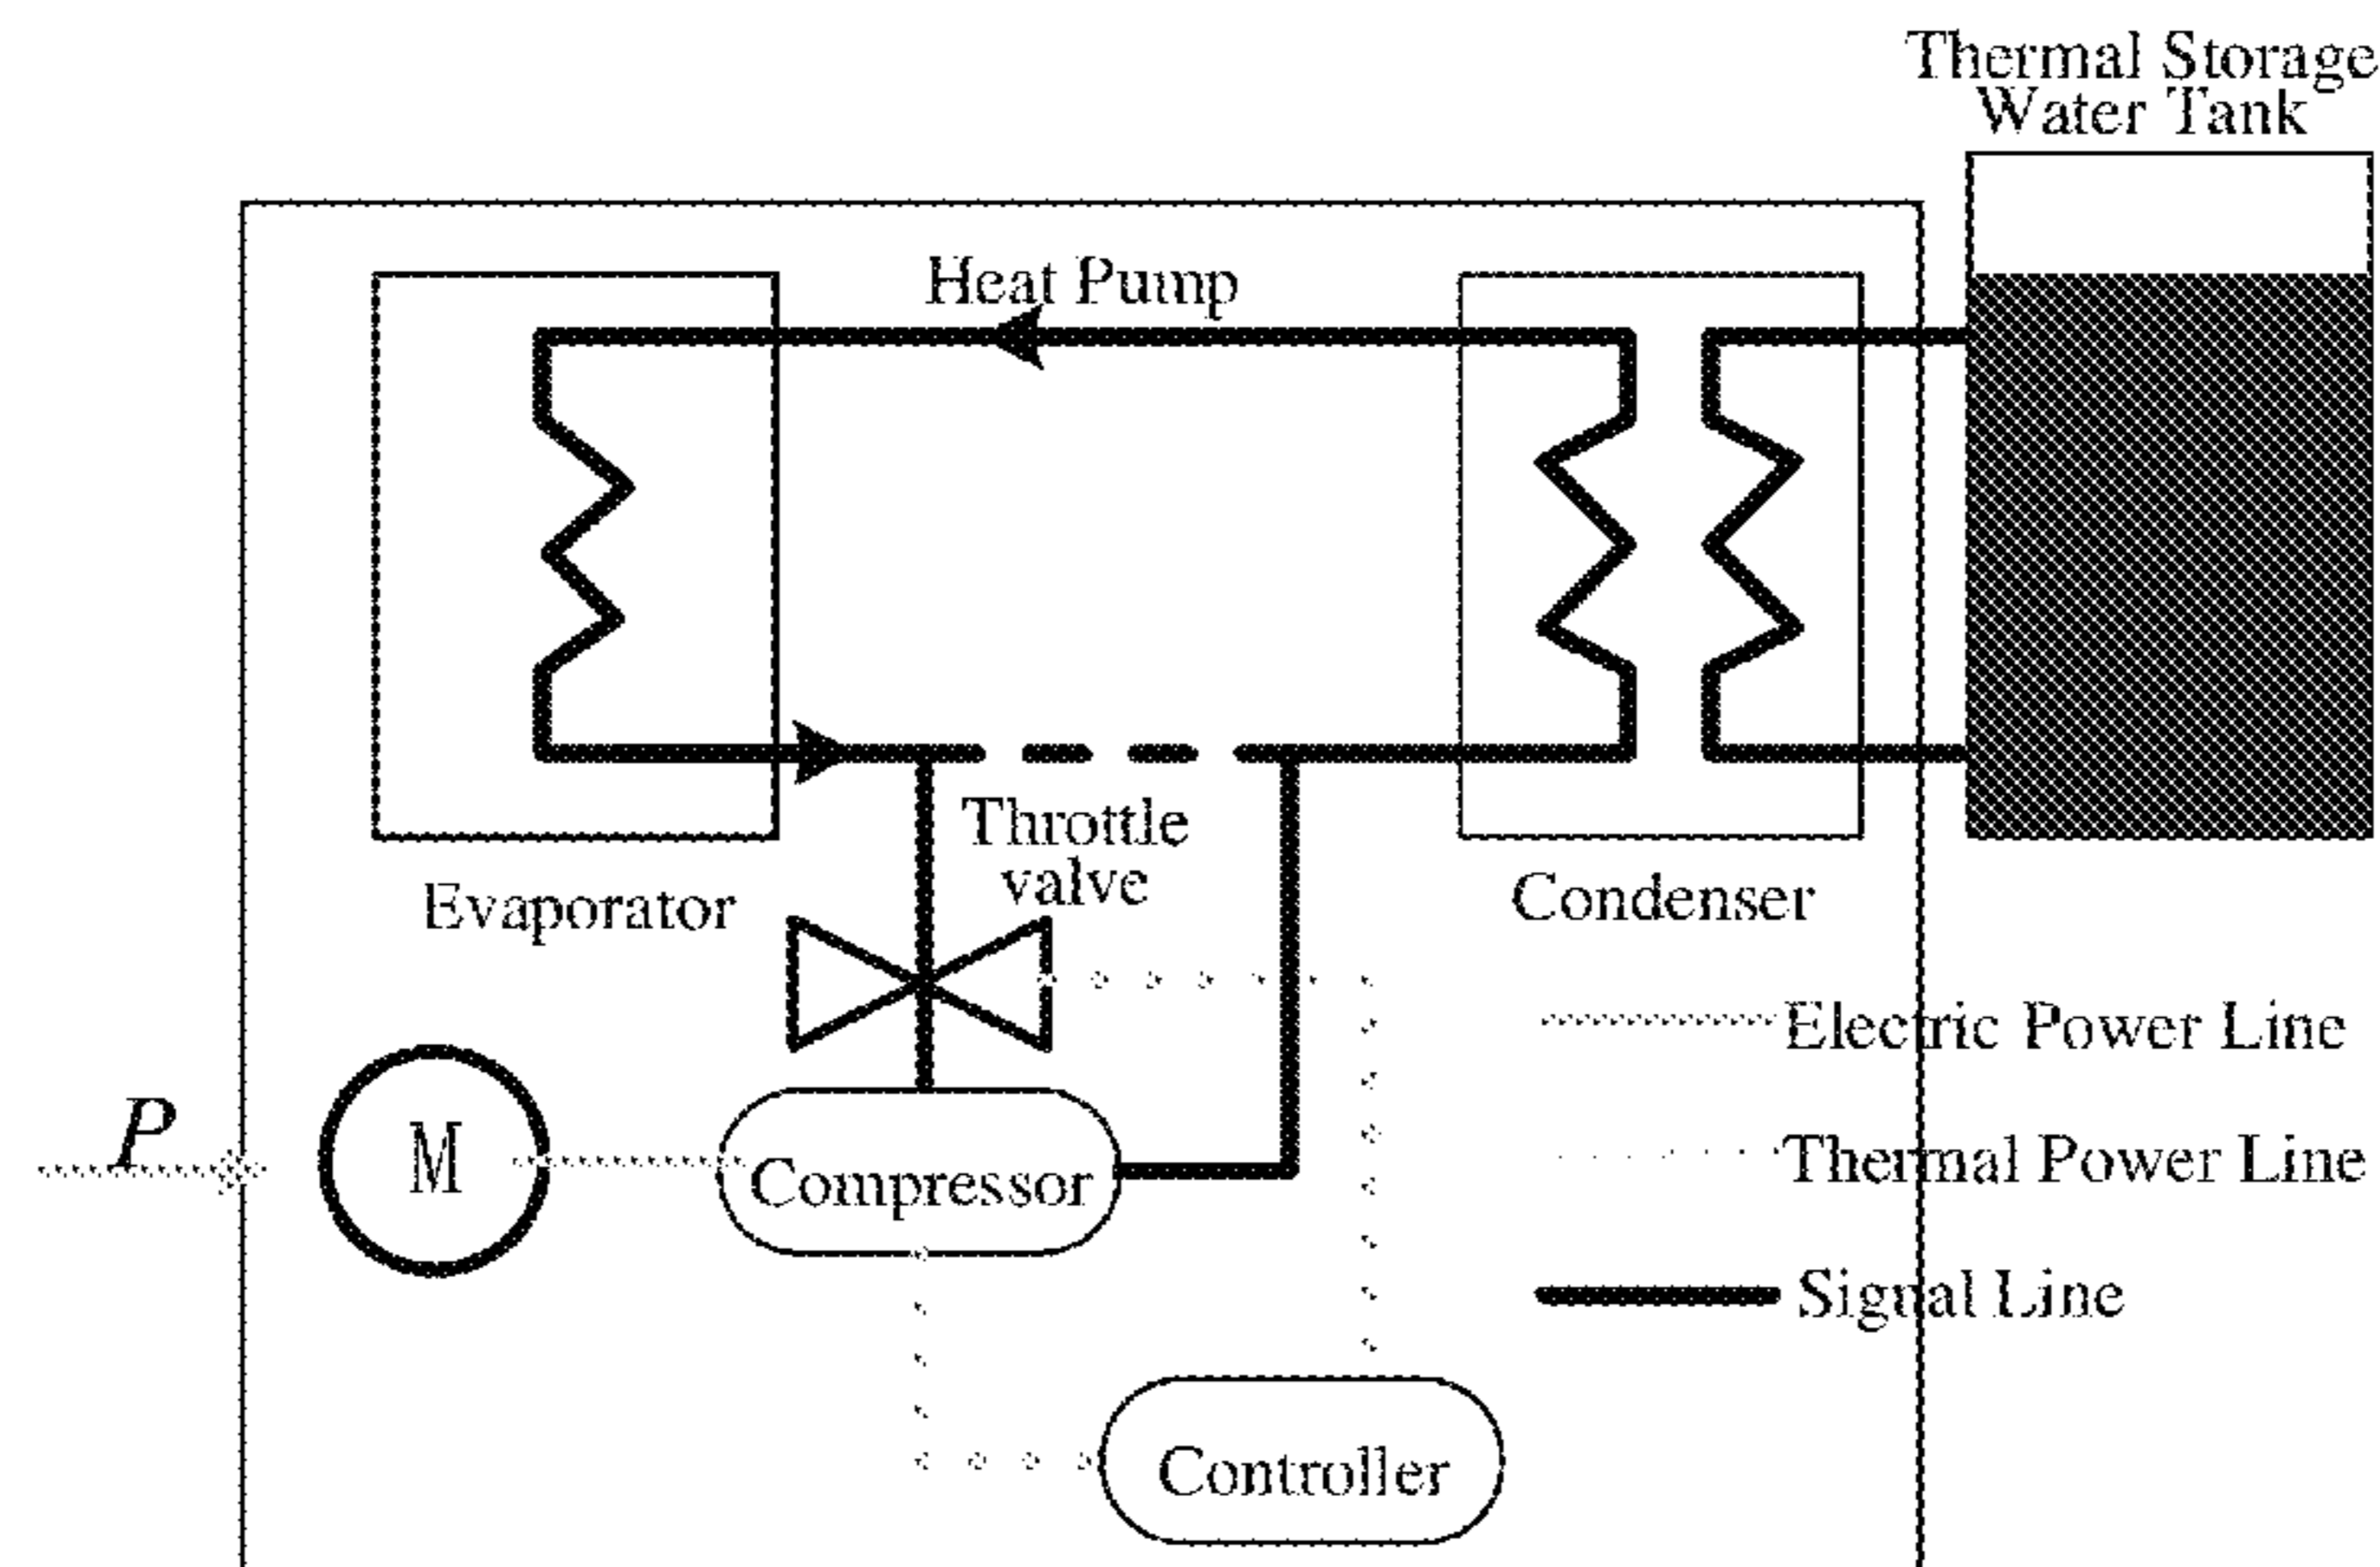 Thermal Storage
Water Tank
Heat Pump
Throttle
valve
Evaporator
Condenser
Electric Power Line
P
M
Compressor
Thermal Power Line
Signal Line
Controller